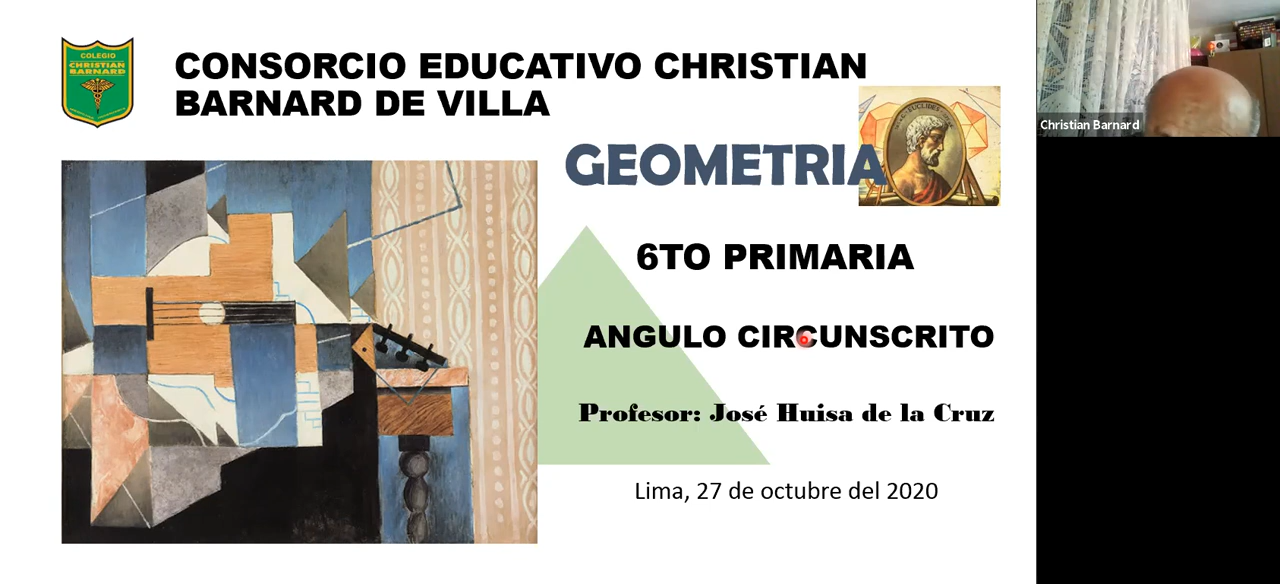 COLEGIO
CHRISTIAN
BARNARD
CONSORCIO EDUCATIVO CHRISTIAN
BARNARD DE VILLA
GEOMETRIA
6TO PRIMARIA
ANGULO CIRCUNSCRITO
Profesor: José Huisa de la Cruz
Lima, 27 de octubre del 2020
Christian Barnard